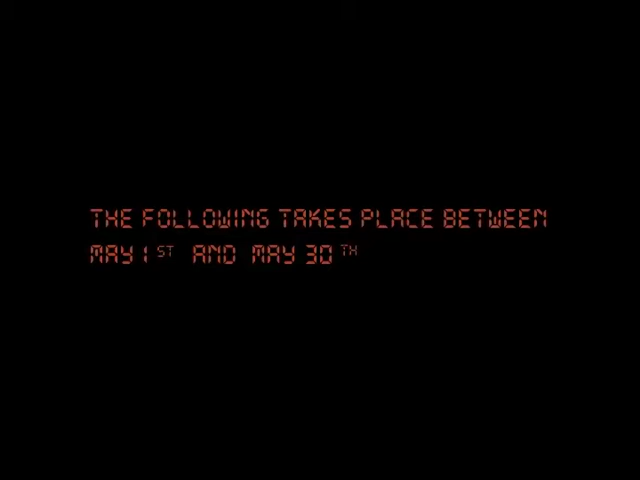 THE FOLLOWING TAKES PLACE BETWEEN
MAY 1ST AND MAY 30TH